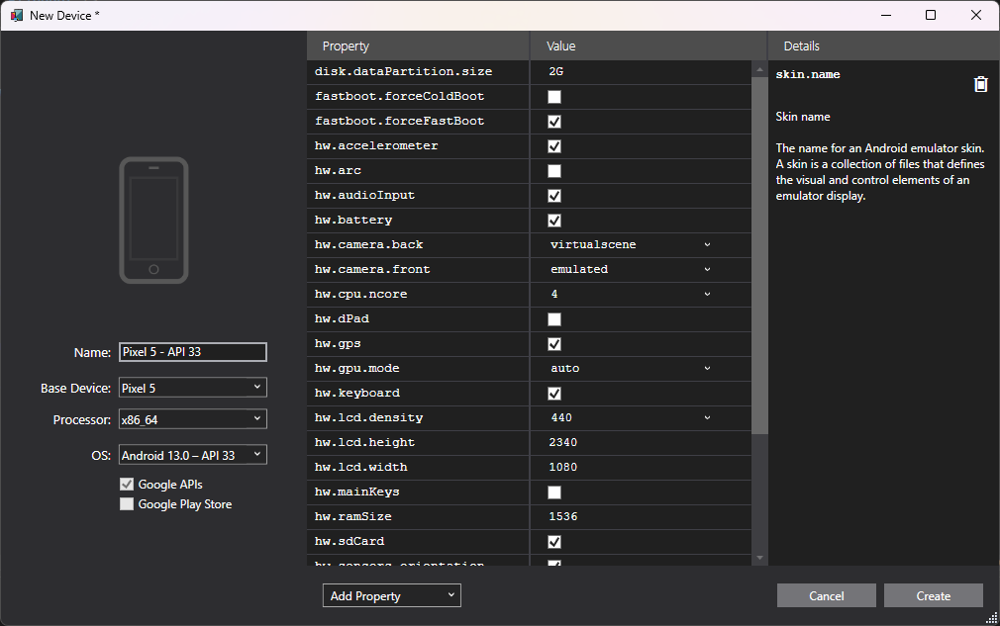 New Device *
Name: Pixel 5 - API 33
Base Device: Pixel 5
Processor: x86_64
OS: Android 13.0 – API 33
Google APIs
Google Play Store
Property Value
disk.dataPartition.size 2G
fastboot.forceColdBoot
fastboot.forceFastBoot
hw.accelerometer
hw.arc
hw.audioInput
hw.battery
hw.camera.back virtualscene
hw.camera.front emulated
hw.cpu.ncore 4
hw.dPad
hw.gps
hw.gpu.mode auto
hw.keyboard
hw.lcd.density 440
hw.lcd.height 2340
hw.lcd.width 1080
hw.mainKeys
hw.ramSize 1536
hw.sdCard
hw.sensors.orientation
Add Property
Details
skin.name
Skin name
The name for an Android emulator skin.
A skin is a collection of files that defines
the visual and control elements of an
emulator display.
Cancel Create